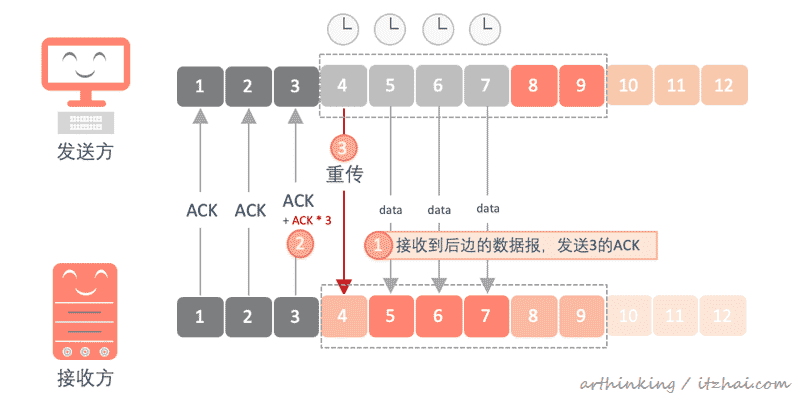 发送方
1 2 3 4 5 6 7 8 9 10 11 12
3
重传
ACK ACK ACK
+ ACK * 3
data data data
2
1 接收到后边的数据报,发送3的ACK
1 2 3 4 5 6 7 8 9 10 11 12
接收方
arthinking / itzhai.com